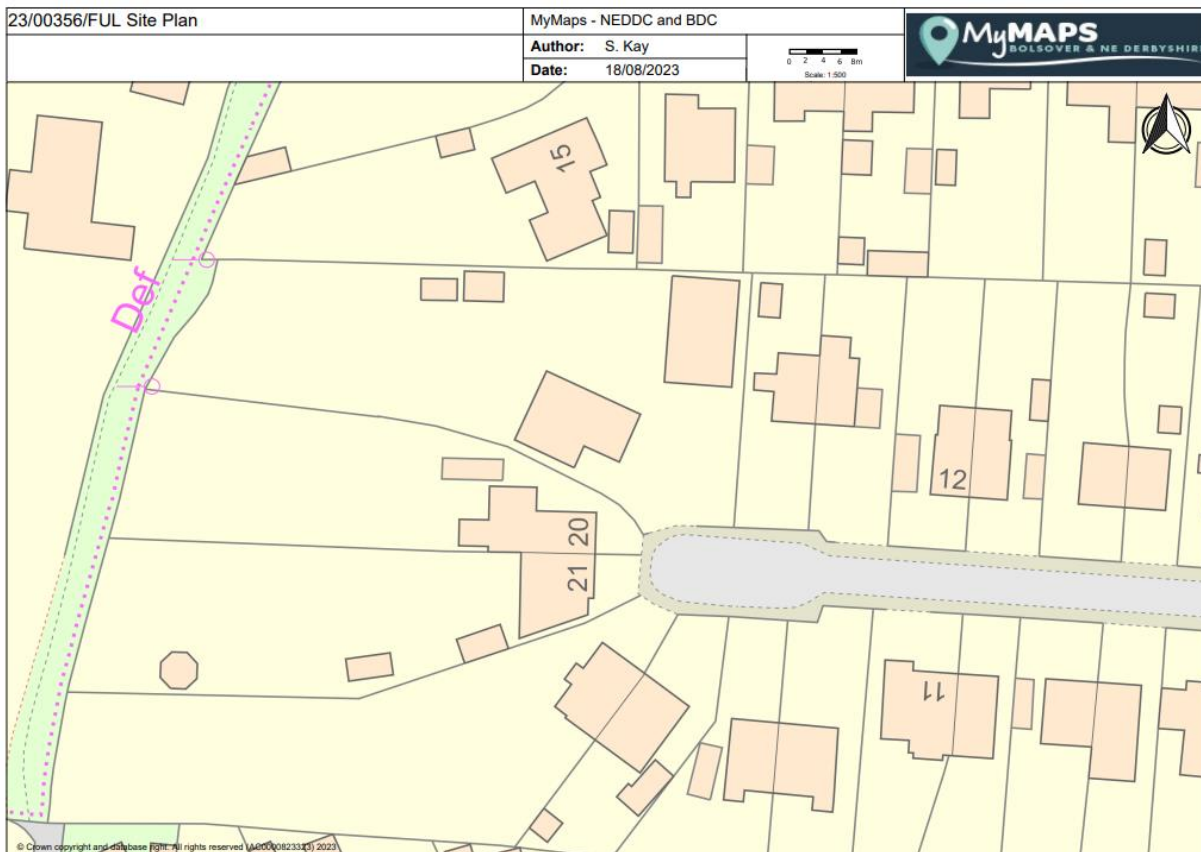 23/00356/FUL Site Plan
MyMaps - NEDDC and BDC
Author: S. Kay
Date: 18/08/2023
0 2 4 6 8m
Scale: 1:500
MyMAPS
BOLSOVER & NE DERBYSHIRE
15
Def
12
20
21
11
© Crown copyright and database right. All rights reserved (AC0000823323) 2023